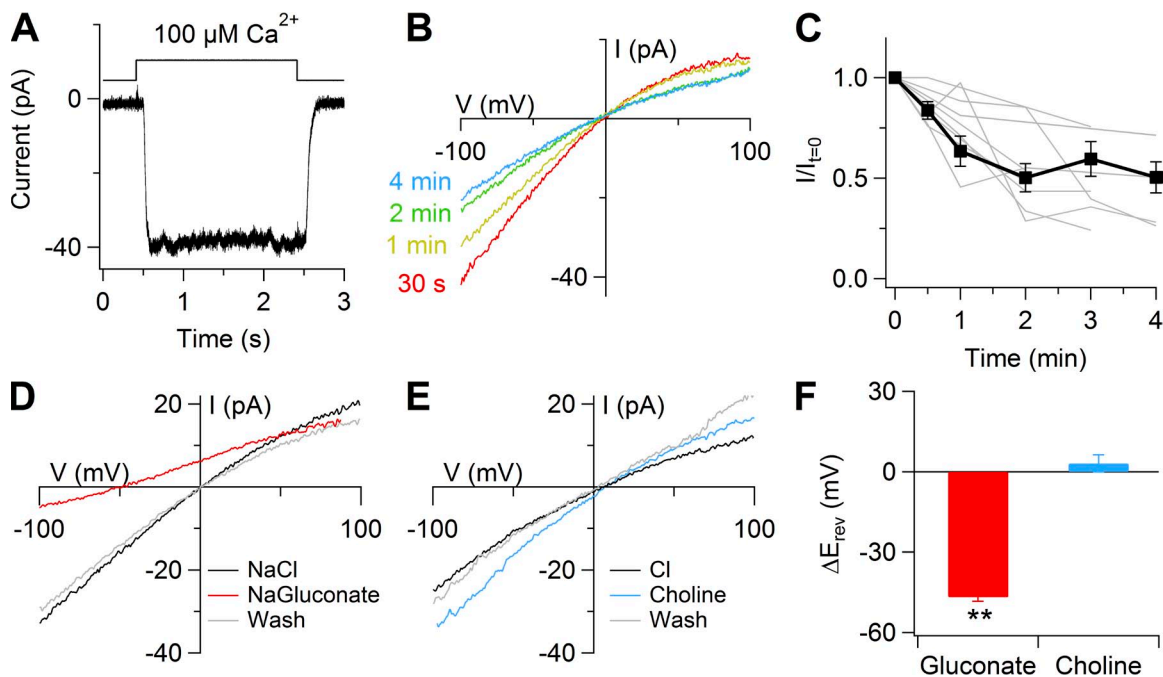 A
100 µM Ca2+
Current (pA)
0
-40
0 1 2 3
Time (s)
B
I (pA)
V (mV)
-100
100
4 min
2 min
1 min
30 s
-40
C
I/It=0
1.0
0.5
0.0
0 1 2 3 4
Time (min)
D
20
I (pA)
V (mV)
-100
100
-20
-40
NaCl
NaGluconate
Wash
E
20
I (pA)
V (mV)
-100
100
-20
-40
Cl
Choline
Wash
F
ΔErev (mV)
30
0
-30
-60
**
Gluconate Choline